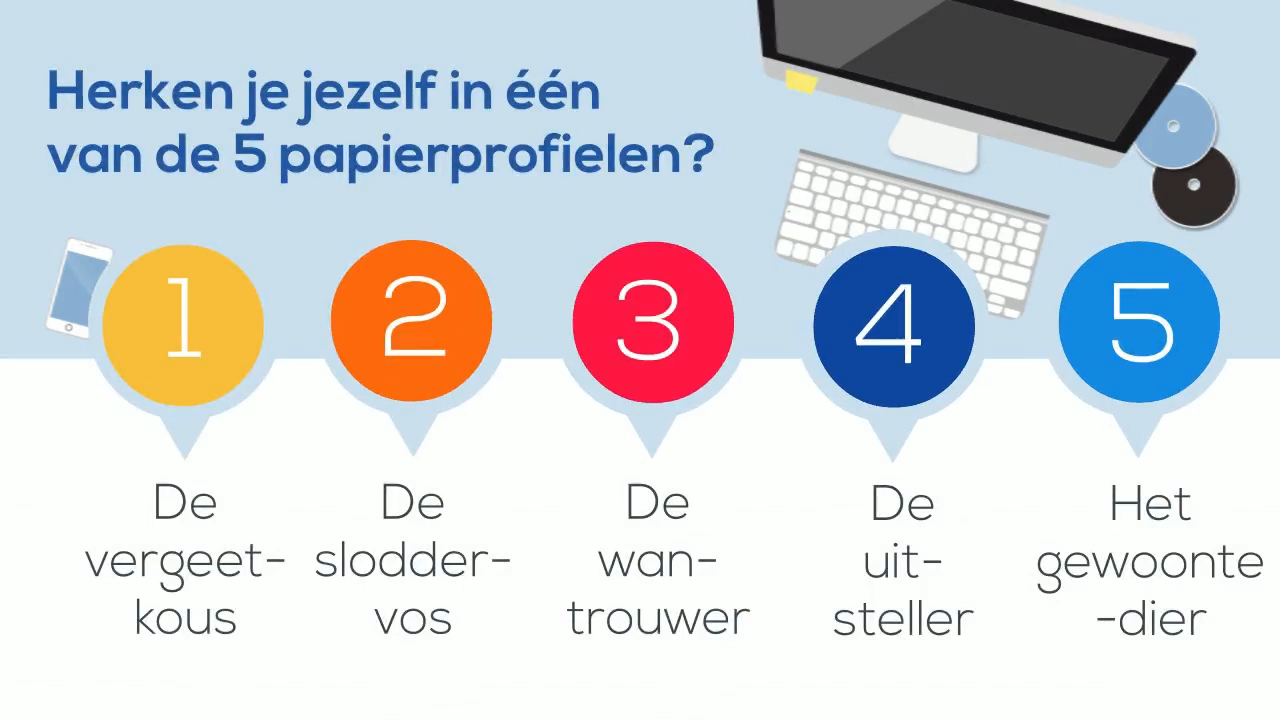 Herken je jezelf in één
van de 5 papierprofielen?
1
2
3
4
5
De
vergeet-
kous
De
slodder-
vos
De
wan-
trouwer
De
uit-
steller
Het
gewoonte
-dier